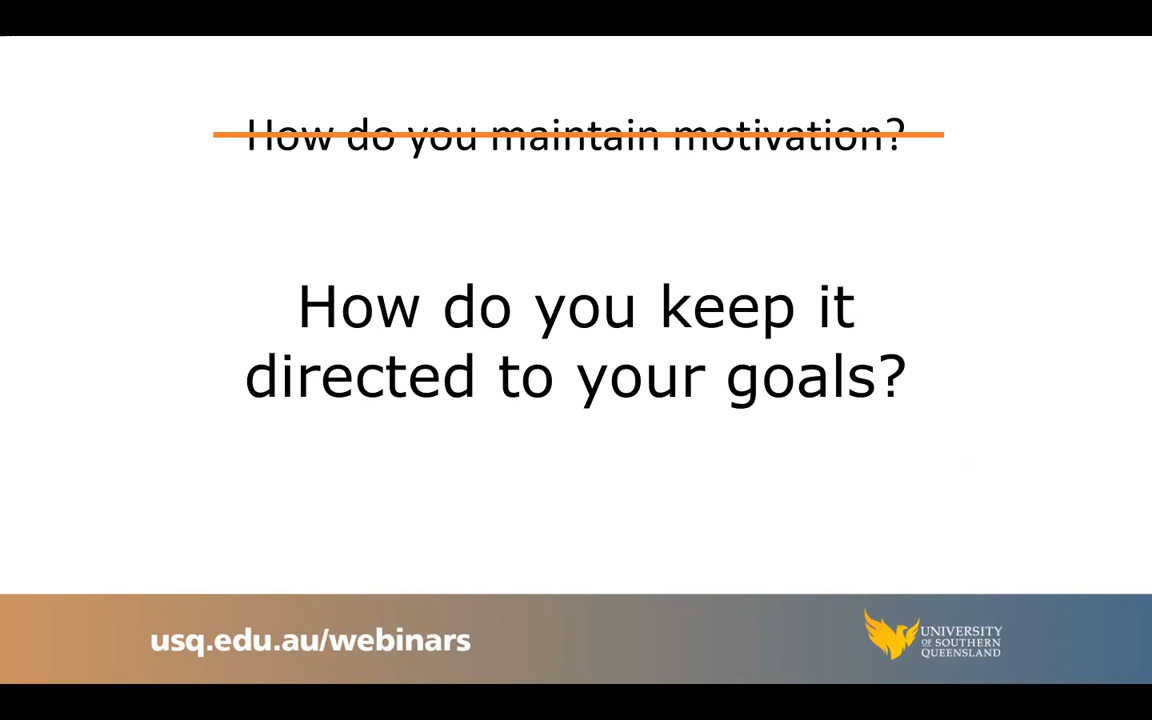 How do you maintain motivation?
How do you keep it
directed to your goals?
usq.edu.au/webinars
UNIVERSITY
OF SOUTHERN
QUEENSLAND